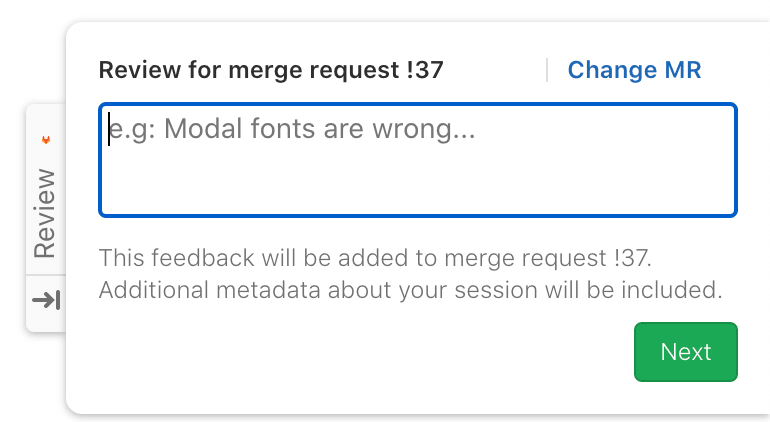 Review for merge request !37
Change MR
e.g: Modal fonts are wrong...
Review
This feedback will be added to merge request !37.
Additional metadata about your session will be included.
Next